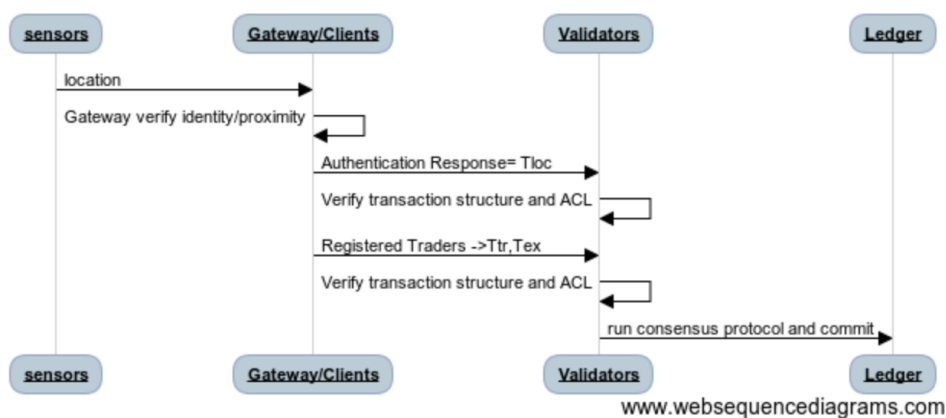 sensors Gateway/Clients Validators Ledger
location
Gateway verify identity/proximity
Authentication Response= Tloc
Verify transaction structure and ACL
Registered Traders ->Ttr,Tex
Verify transaction structure and ACL
run consensus protocol and commit
sensors Gateway/Clients Validators Ledger
www.websequencediagrams.com